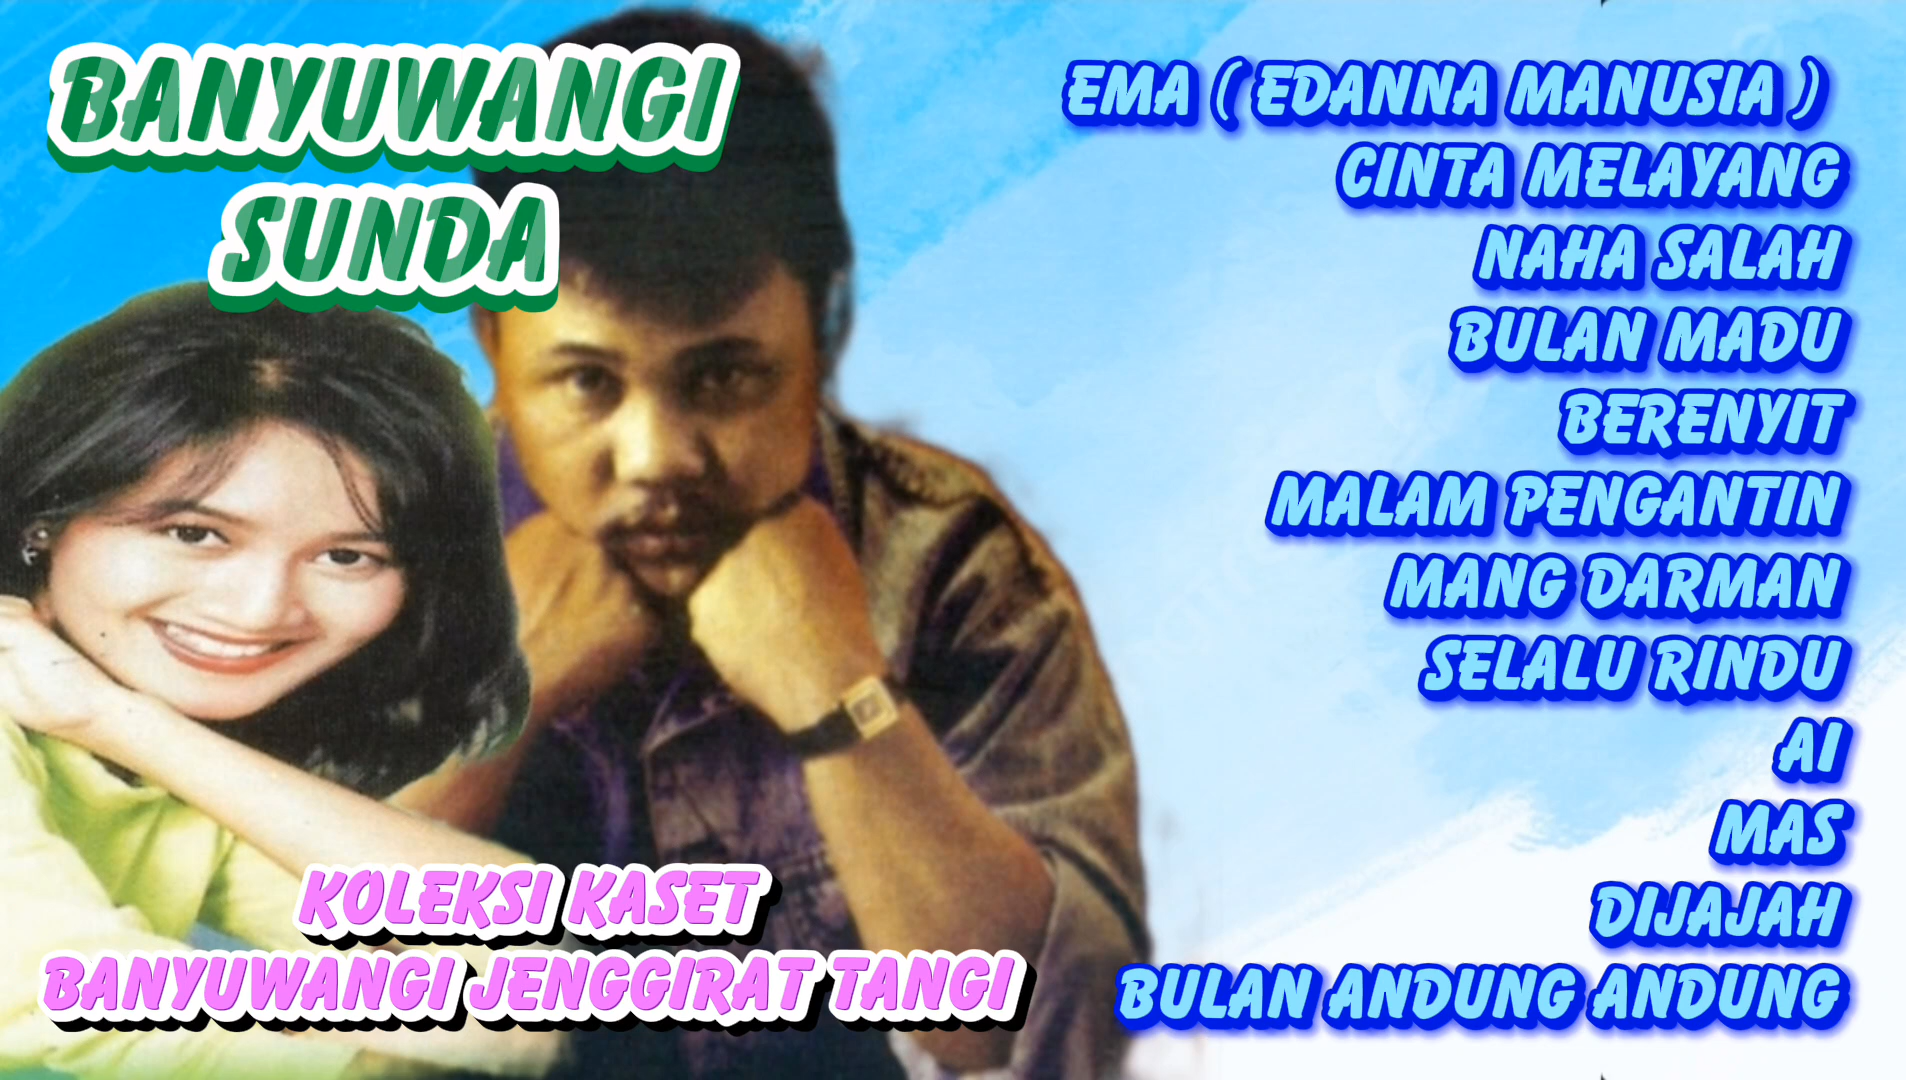 BANYUWANGI
SUNDA
KOLEKSI KASET
BANYUWANGI JENGGIRAT TANGI
EMA ( EDANNA MANUSIA )
CINTA MELAYANG
NAHA SALAH
BULAN MADU
BERENYIT
MALAM PENGANTIN
MANG DARMAN
SELALU RINDU
AI
MAS
DIJAJAH
BULAN ANDUNG ANDUNG